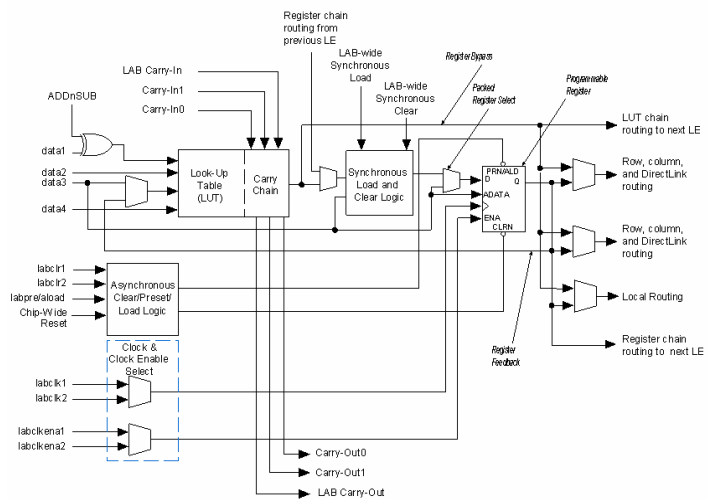 Register chain
routing from
previous LE
LAB-wide
Synchronous
Load
LAB-wide
Synchronous
Clear
Register Bypass
Packed
Register Select
Programmable
Register
LAB Carry-In
Carry-In1
Carry-In0
ADDnSUB
data1
data2
data3
data4
Look-Up
Table
(LUT)
Carry
Chain
Synchronous
Load and
Clear Logic
PRN/ALD
D
Q
ADATA
ENA
CLRN
LUT chain
routing to next LE
Row, column,
and DirectLink
routing
Row, column,
and DirectLink
routing
Local Routing
Register chain
routing to next LE
Register
Feedback
labclr1
labclr2
labpre/aload
Chip-Wide
Reset
Asynchronous
Clear/Preset/
Load Logic
Clock &
Clock Enable
Select
labclk1
labclk2
labclkena1
labclkena2
Carry-Out0
Carry-Out1
LAB Carry-Out